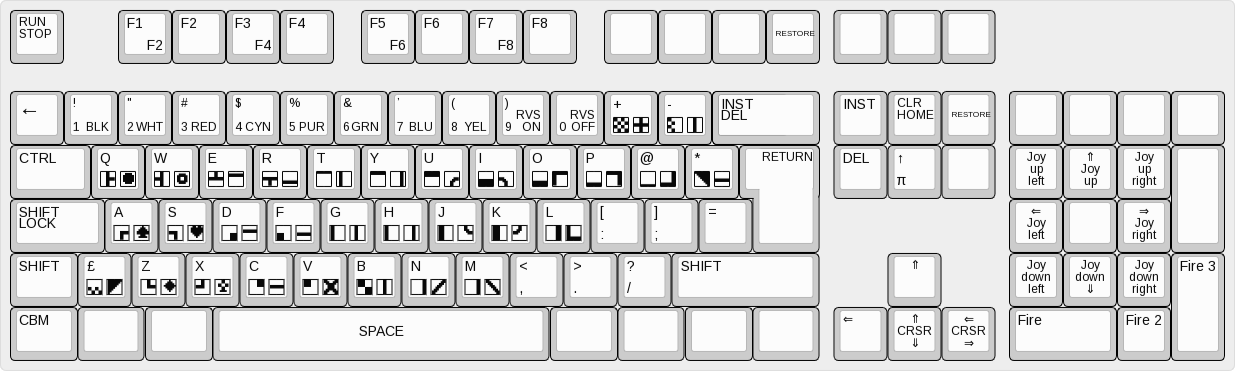 RUN
STOP
F1
F2
F2
F3
F4
F4
F5
F6
F6
F7
F8
F8
RESTORE
←
!
1 BLK
"
2 WHT
#
3 RED
$
4 CYN
%
5 PUR
&
6 GRN
'
7 BLU
(
8 YEL
)
RVS
9 ON
RVS
0 OFF
+
-
INST
DEL
INST
CLR
HOME
RESTORE
CTRL
Q
W
E
R
T
Y
U
I
O
P
@
*
RETURN
DEL
↑
π
Joy
up
left
⇑
Joy
up
Joy
up
right
SHIFT
LOCK
A
S
D
F
G
H
J
K
L
[
:
]
;
=
⇐
Joy
left
⇒
Joy
right
SHIFT
£
Z
X
C
V
B
N
M
<
,
>
.
?
/
SHIFT
⇑
Joy
down
left
Joy
down
⇓
Joy
down
right
Fire 3
CBM
SPACE
⇐
⇑
CRSR
⇓
⇐
CRSR
⇒
Fire
Fire 2